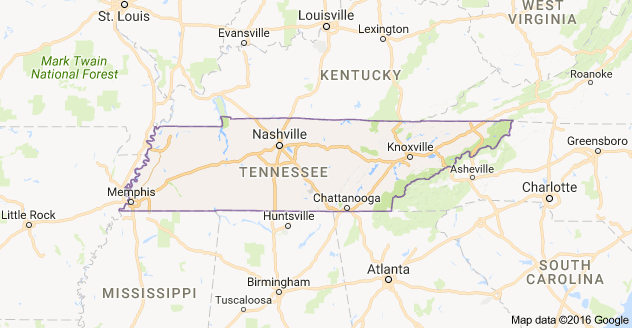 St. Louis
Louisville
WEST
VIRGINIA
Evansville
Lexington
Mark Twain
National Forest
KENTUCKY
Roanoke
Nashville
Knoxville
Greensboro
TENNESSEE
Asheville
Memphis
Chattanooga
Charlotte
Little Rock
Huntsville
Atlanta
SOUTH
CAROLINA
Birmingham
MISSISSIPPI
Tuscaloosa
Map data ©2016 Google